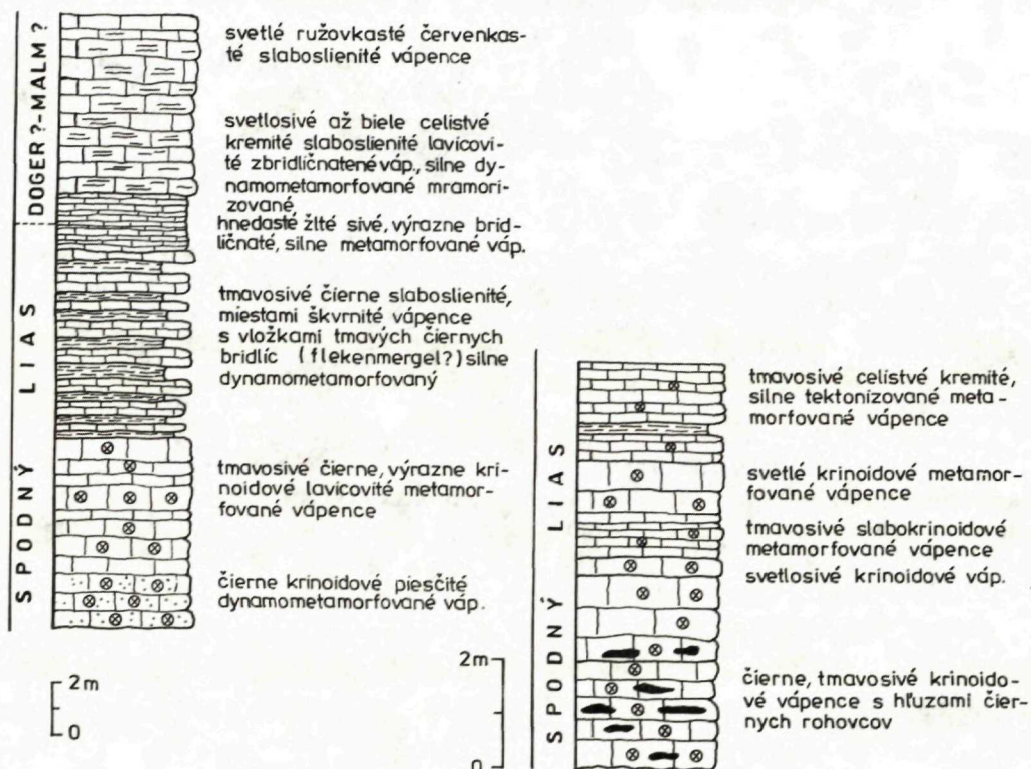 DOGER?-MALM?
SPODNÝ LIAS
svetlé ružovkasté červenkas-
té slaboslienité vápence
svetlosivé až biele celistvé
kremité slaboslienité lavicovi-
té zbridličnatené váp., silne dy-
namometamorfované mramori-
zované
hnedasté žlté sivé, výrazne brid-
ličnaté, silne metamorfované váp.
tmavosivé čierne slaboslienité,
miestami škvrnité vápence
s vložkami tmavých čiernych
bridlíc (flekenmergel?) silne
dynamometamorfovaný
tmavosivé čierne, výrazne kri-
noidové lavicovité metamor-
fované vápence
čierne krinoidové piesčité
dynamometamorfované váp.
2m
0
SPODNÝ LIAS
tmavosivé celistvé kremité,
silne tektonizované meta-
morfované vápence
svetlé krinoidové metamor-
fované vápence
tmavosivé slabokrinoidové
metamorfované vápence
svetlosivé krinoidové váp.
čierne, tmavosivé krinoido-
vé vápence s hľuzami čier-
nych rohovcov
2m
0